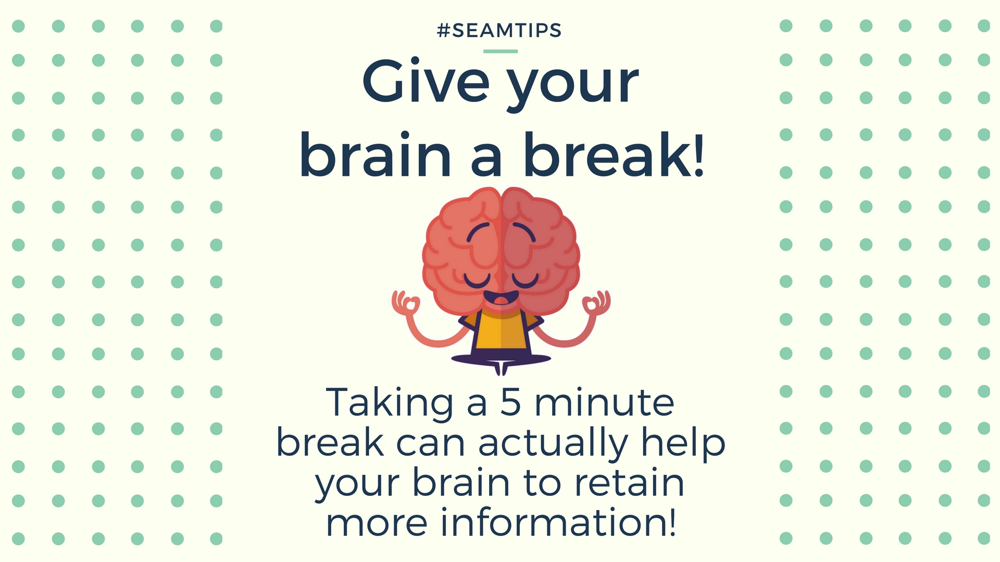 #SEAMTIPS
Give your
brain a break!
Taking a 5 minute
break can actually help
your brain to retain
more information!